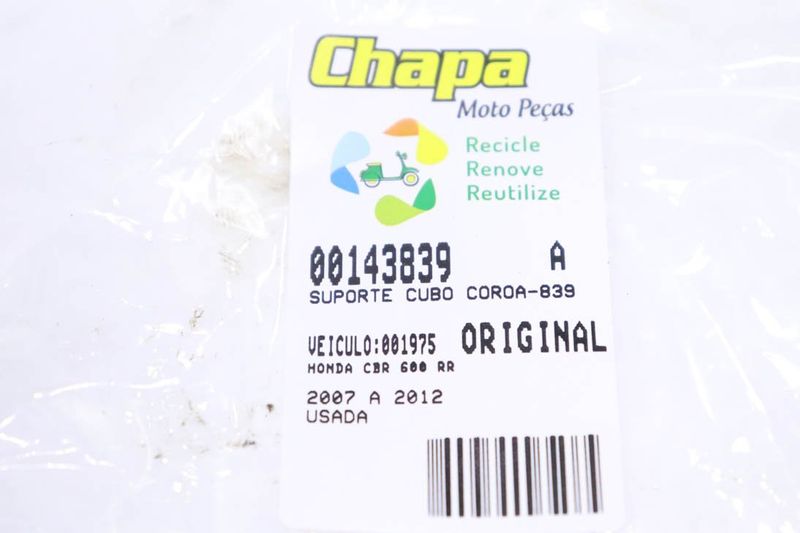 Chapa
Moto Peças
Recicle
Renove
Reutilize
00143839 A
SUPORTE CUBO COROA-839
VEICULO:001975 ORIGINAL
HONDA CBR 600 RR
2007 A 2012
USADA